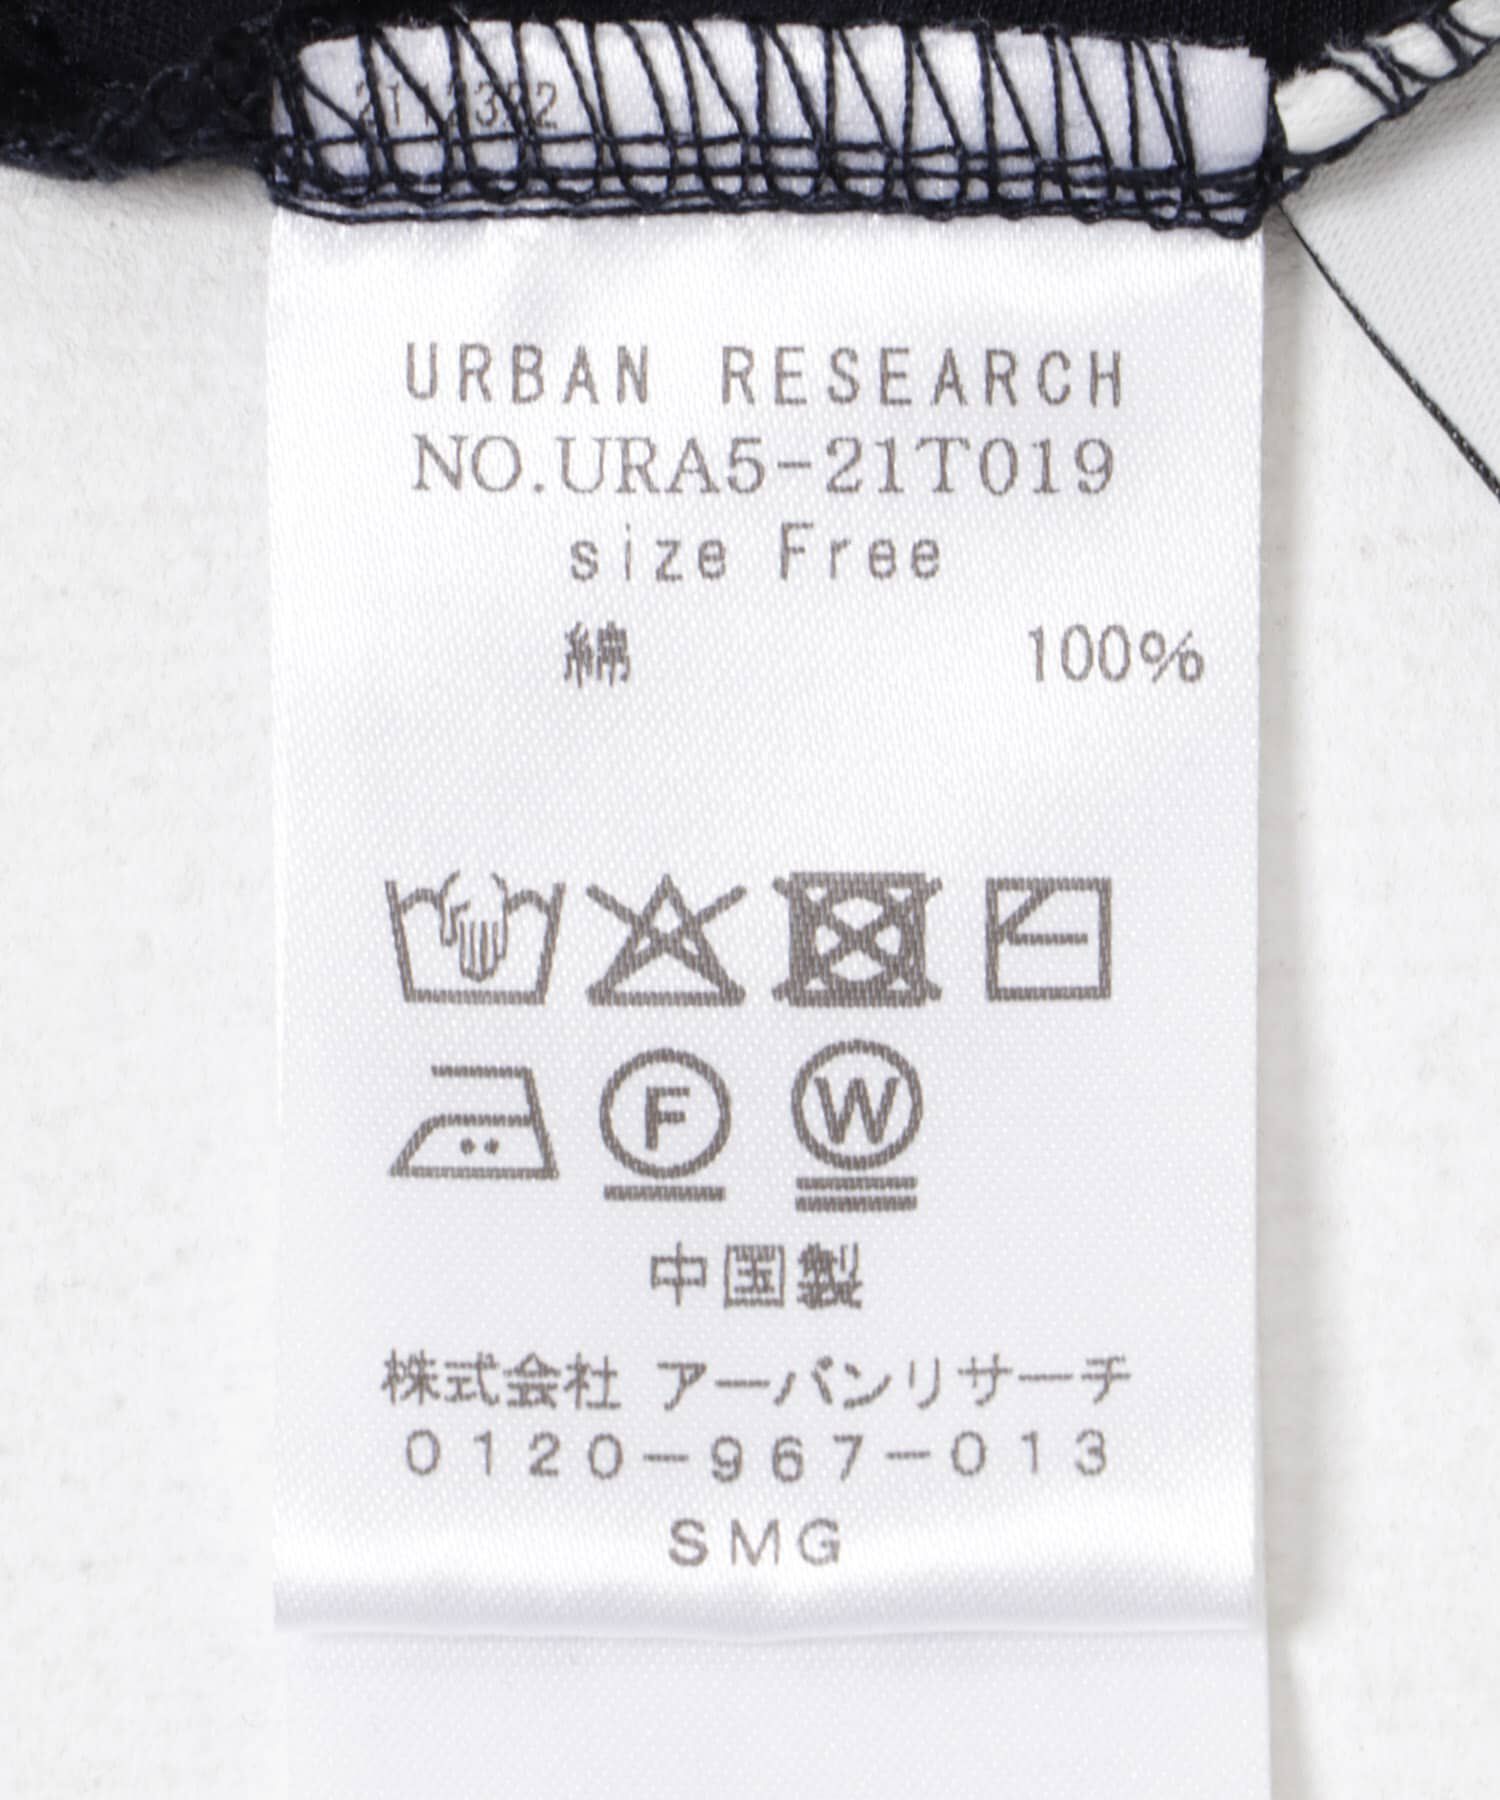 URBAN RESEARCH
NO.URA5-21T019
size Free
綿 100%
F W
中国製
株式会社 アーバンリサーチ
0120-967-013
SMG